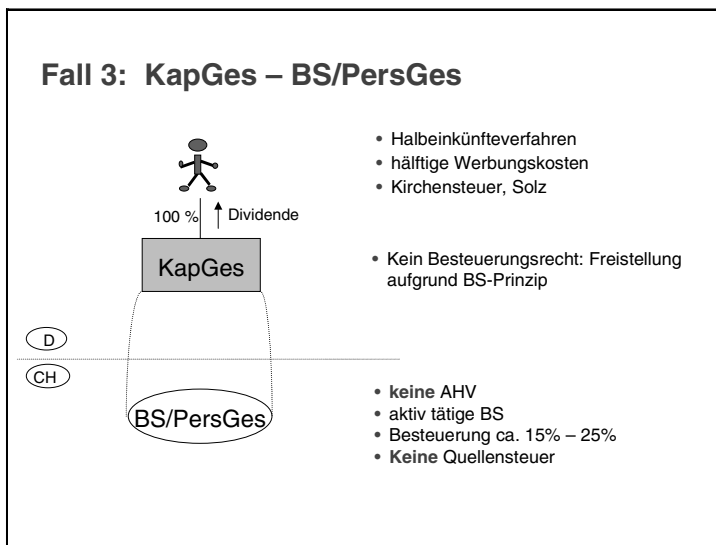 Fall 3: KapGes – BS/PersGes
• Halbeinkünfteverfahren
• hälftige Werbungskosten
• Kirchensteuer, Solz
100 %
Dividende
KapGes
• Kein Besteuerungsrecht: Freistellung
aufgrund BS-Prinzip
D
CH
BS/PersGes
• keine AHV
• aktiv tätige BS
• Besteuerung ca. 15% – 25%
• Keine Quellensteuer